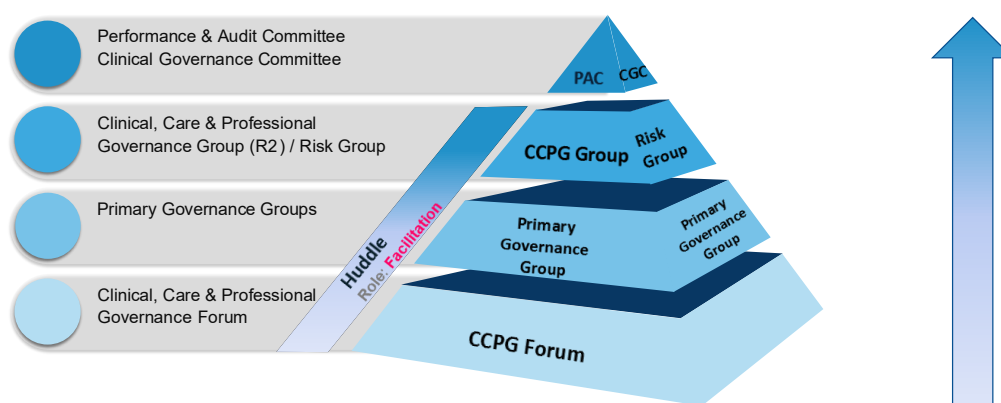 Performance & Audit Committee
Clinical Governance Committee
PAC
CGC
Clinical, Care & Professional
Governance Group (R2) / Risk Group
CCPG Group
Risk
Group
Primary Governance Groups
Primary
Governance
Group
Primary
Governance
Group
Huddle
Role: Facilitation
Clinical, Care & Professional
Governance Forum
CCPG Forum